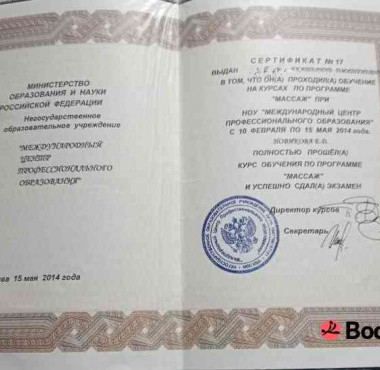 МИНИСТЕРСТВО
ОБРАЗОВАНИЯ И НАУКИ
РОССИЙСКОЙ ФЕДЕРАЦИИ
Негосударственное
образовательное учреждение
"МЕЖДУНАРОДНЫЙ
ЦЕНТР
ПРОФЕССИОНАЛЬНОГО
ОБРАЗОВАНИЯ"
15 мая 2014 года
СЕРТИФИКАТ № 17
ВЫДАН
В ТОМ, ЧТО ОН(А) ПРОХОДИЛ(А) ОБУЧЕНИЕ
НА КУРСАХ ПО ПРОГРАММЕ
"МАССАЖ" ПРИ
НОУ "МЕЖДУНАРОДНЫЙ ЦЕНТР
ПРОФЕССИОНАЛЬНОГО ОБРАЗОВАНИЯ"
С 10 ФЕВРАЛЯ ПО 15 МАЯ 2014 года.
ПОЛНОСТЬЮ ПРОШЁЛ(А)
КУРС ОБУЧЕНИЯ ПО ПРОГРАММЕ
"МАССАЖ"
И УСПЕШНО СДАЛ(А) ЭКЗАМЕН
Директор курсов
Секретарь